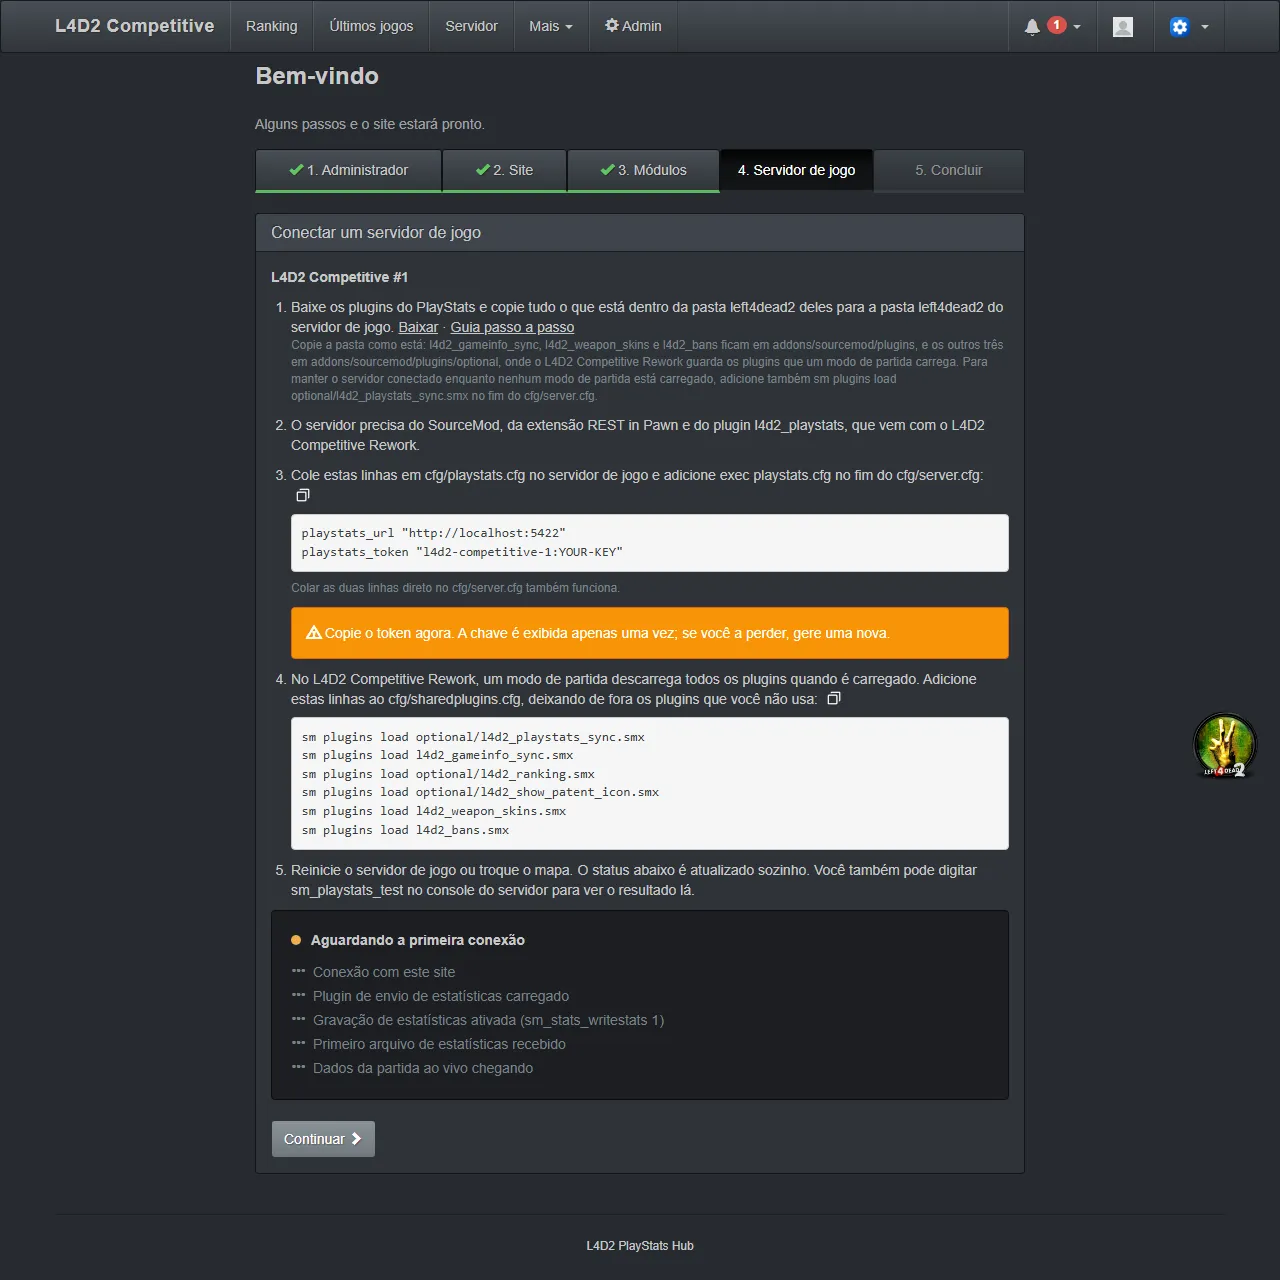 L4D2 Competitive Ranking Últimos jogos Servidor Mais Admin 1
Bem-vindo
Alguns passos e o site estará pronto.
1. Administrador 2. Site 3. Módulos 4. Servidor de jogo 5. Concluir
Conectar um servidor de jogo
L4D2 Competitive #1
1. Baixe os plugins do PlayStats e copie tudo o que está dentro da pasta left4dead2 deles para a pasta left4dead2 do
servidor de jogo. Baixar · Guia passo a passo
Copie a pasta como está: l4d2_gameinfo_sync, l4d2_weapon_skins e l4d2_bans ficam em addons/sourcemod/plugins, e os outros três
em addons/sourcemod/plugins/optional, onde o L4D2 Competitive Rework guarda os plugins que um modo de partida carrega. Para
manter o servidor conectado enquanto nenhum modo de partida está carregado, adicione também sm plugins load
optional/l4d2_playstats_sync.smx no fim do cfg/server.cfg.
2. O servidor precisa do SourceMod, da extensão REST in Pawn e do plugin l4d2_playstats, que vem com o L4D2
Competitive Rework.
3. Cole estas linhas em cfg/playstats.cfg no servidor de jogo e adicione exec playstats.cfg no fim do cfg/server.cfg:
playstats_url "http://localhost:5422"
playstats_token "l4d2-competitive-1:YOUR-KEY"
Colar as duas linhas direto no cfg/server.cfg também funciona.
Copie o token agora. A chave é exibida apenas uma vez; se você a perder, gere uma nova.
4. No L4D2 Competitive Rework, um modo de partida descarrega todos os plugins quando é carregado. Adicione
estas linhas ao cfg/sharedplugins.cfg, deixando de fora os plugins que você não usa:
sm plugins load optional/l4d2_playstats_sync.smx
sm plugins load l4d2_gameinfo_sync.smx
sm plugins load optional/l4d2_ranking.smx
sm plugins load optional/l4d2_show_patent_icon.smx
sm plugins load l4d2_weapon_skins.smx
sm plugins load l4d2_bans.smx
LEFT 4 DEAD 2
5. Reinicie o servidor de jogo ou troque o mapa. O status abaixo é atualizado sozinho. Você também pode digitar
sm_playstats_test no console do servidor para ver o resultado lá.
Aguardando a primeira conexão
Conexão com este site
Plugin de envio de estatísticas carregado
Gravação de estatísticas ativada (sm_stats_writestats 1)
Primeiro arquivo de estatísticas recebido
Dados da partida ao vivo chegando
Continuar
L4D2 PlayStats Hub